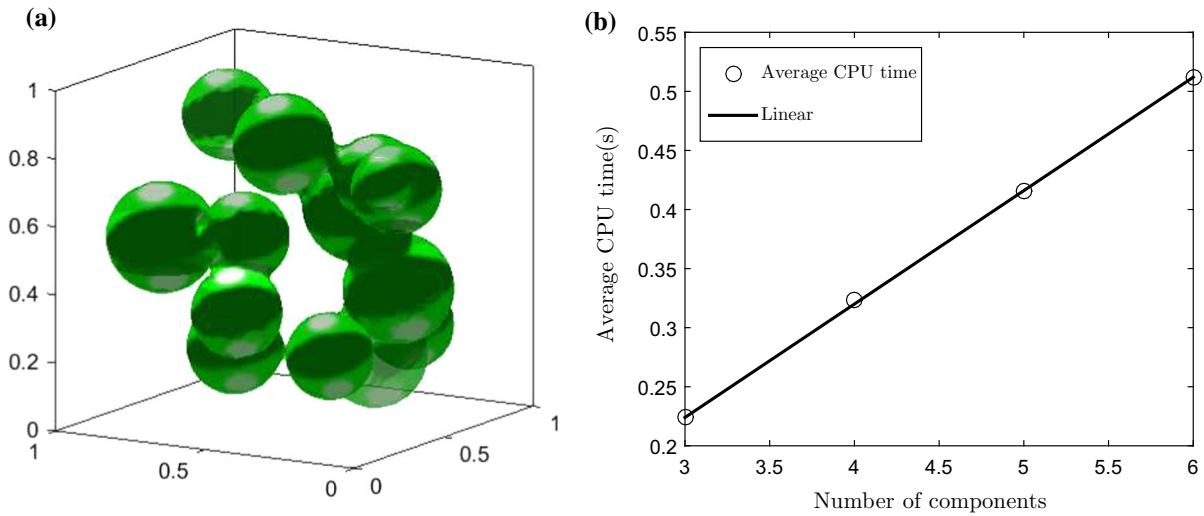 (a)
1
0.8
0.6
0.4
0.2
0
1
0.5
0
0
0.5
1
(b)
0.55
0.5
0.45
0.4
0.35
0.3
0.25
0.2
Average CPU time(s)
Average CPU time
Linear
3 3.5 4 4.5 5 5.5 6
Number of components